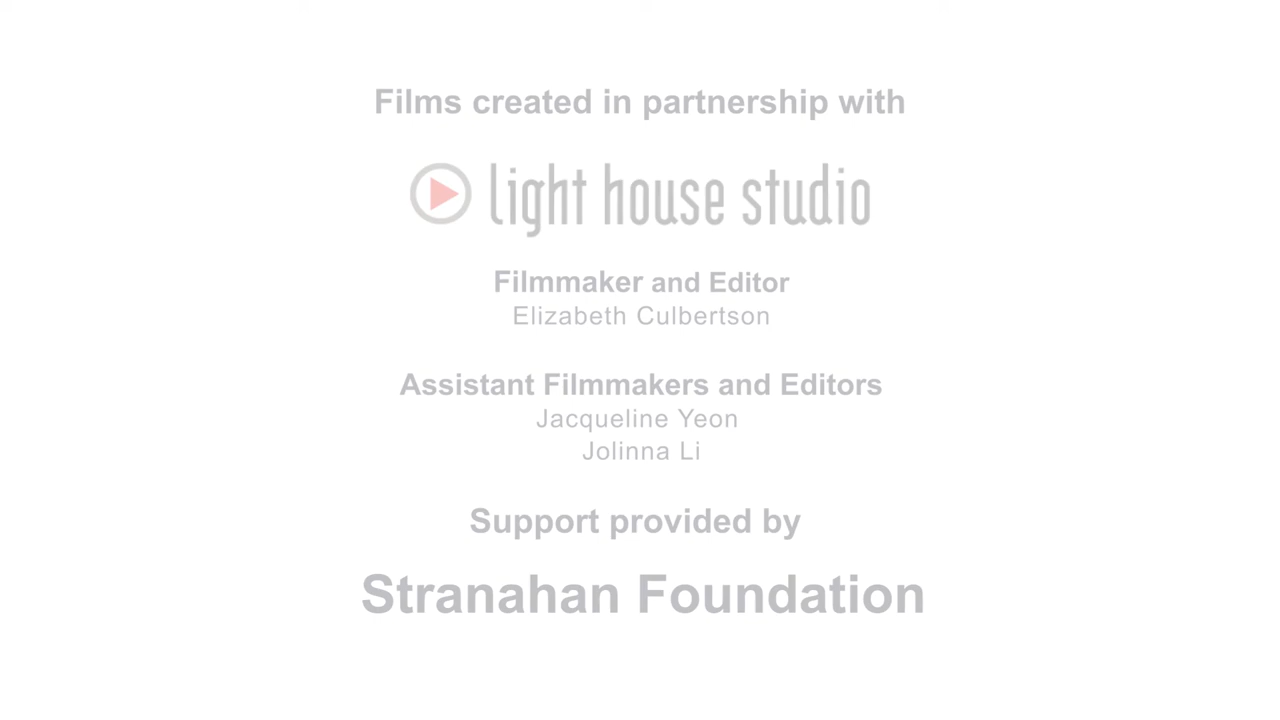 Films created in partnership with
light house studio
Filmmaker and Editor
Elizabeth Culbertson
Assistant Filmmakers and Editors
Jacqueline Yeon
Jolinna Li
Support provided by
Stranahan Foundation